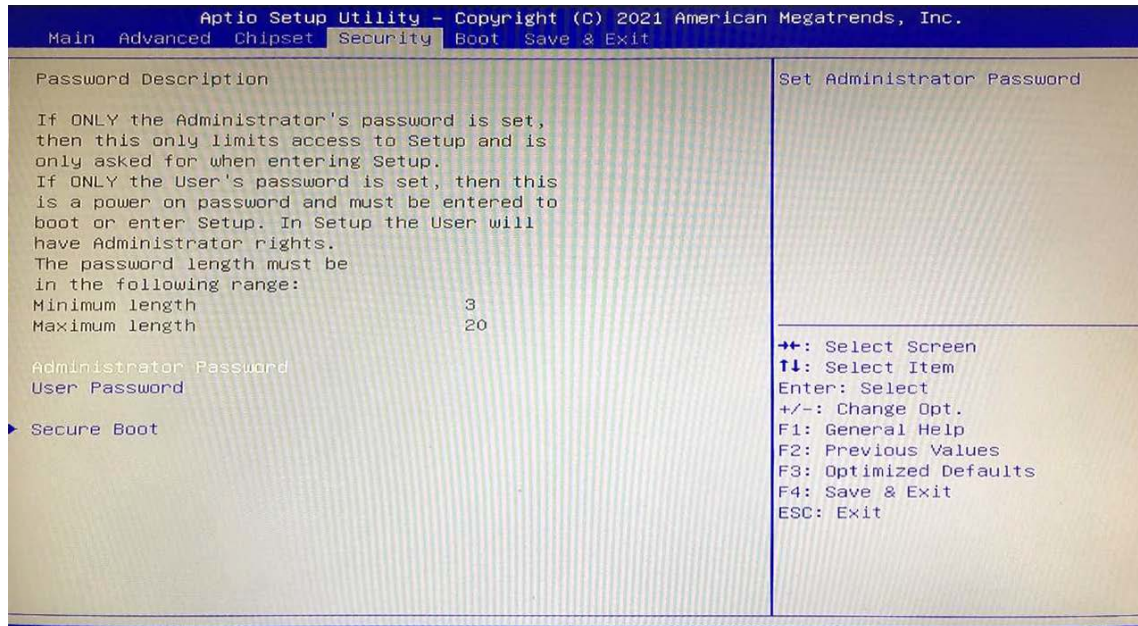 Aptio Setup Utility – Copyright (C) 2021 American Megatrends, Inc.
Main Advanced Chipset Security Boot Save & Exit
Password Description
If ONLY the Administrator's password is set,
then this only limits access to Setup and is
only asked for when entering Setup.
If ONLY the User's password is set, then this
is a power on password and must be entered to
boot or enter Setup. In Setup the User will
have Administrator rights.
The password length must be
in the following range:
Minimum length 3
Maximum length 20
Administrator Password
User Password
Secure Boot
Set Administrator Password
→←: Select Screen
↑↓: Select Item
Enter: Select
+/-: Change Opt.
F1: General Help
F2: Previous Values
F3: Optimized Defaults
F4: Save & Exit
ESC: Exit